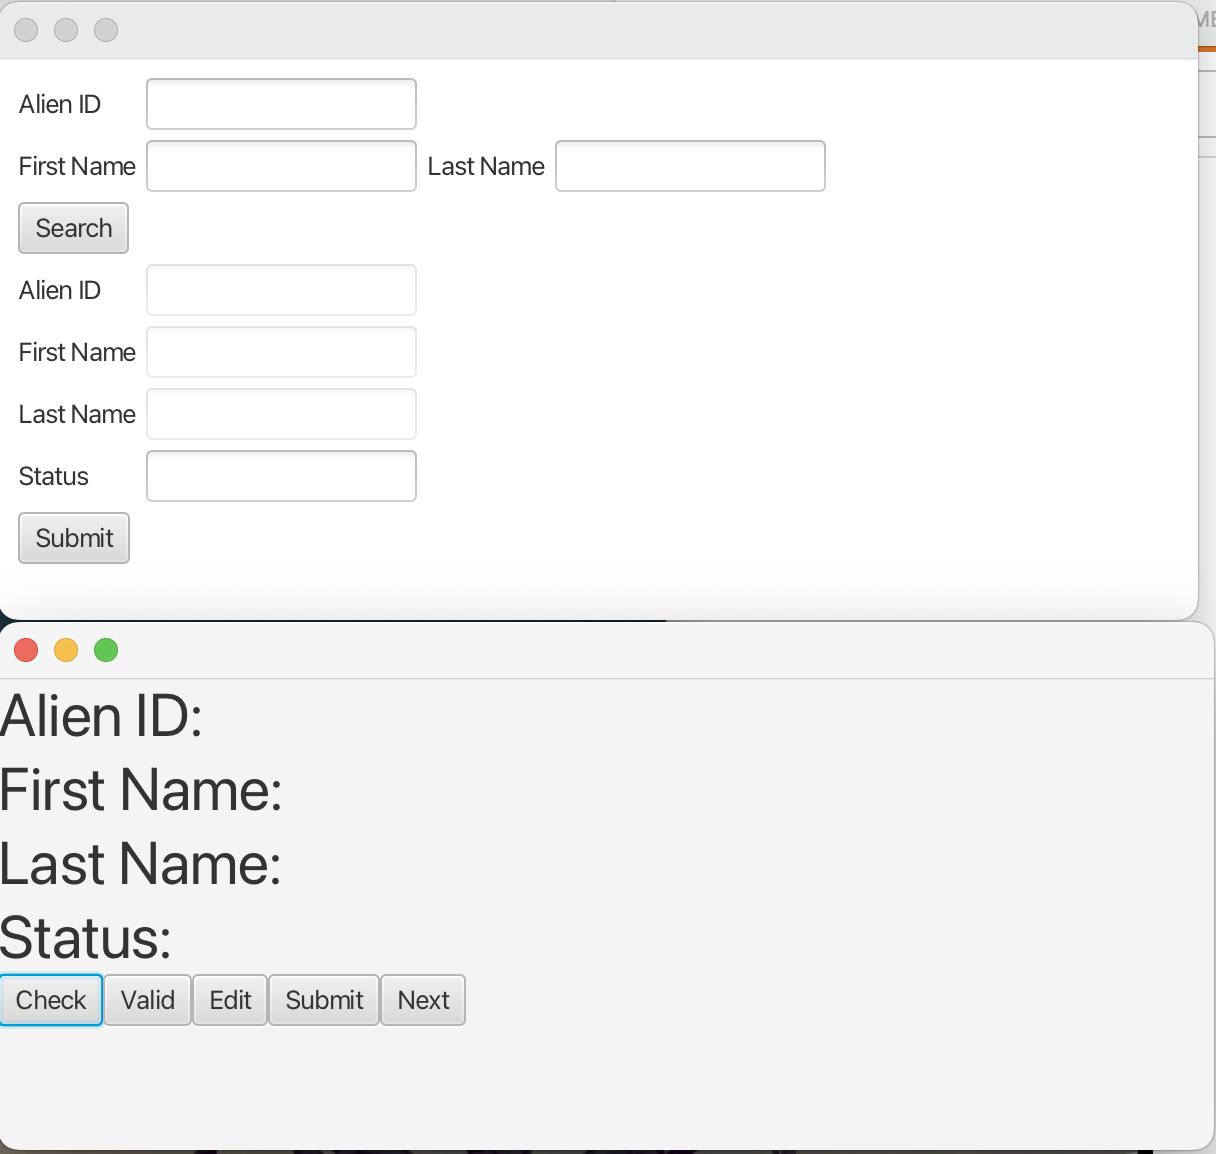 Alien ID
First Name Last Name
Search
Alien ID
First Name
Last Name
Status
Submit
Alien ID:
First Name:
Last Name:
Status:
Check Valid Edit Submit Next